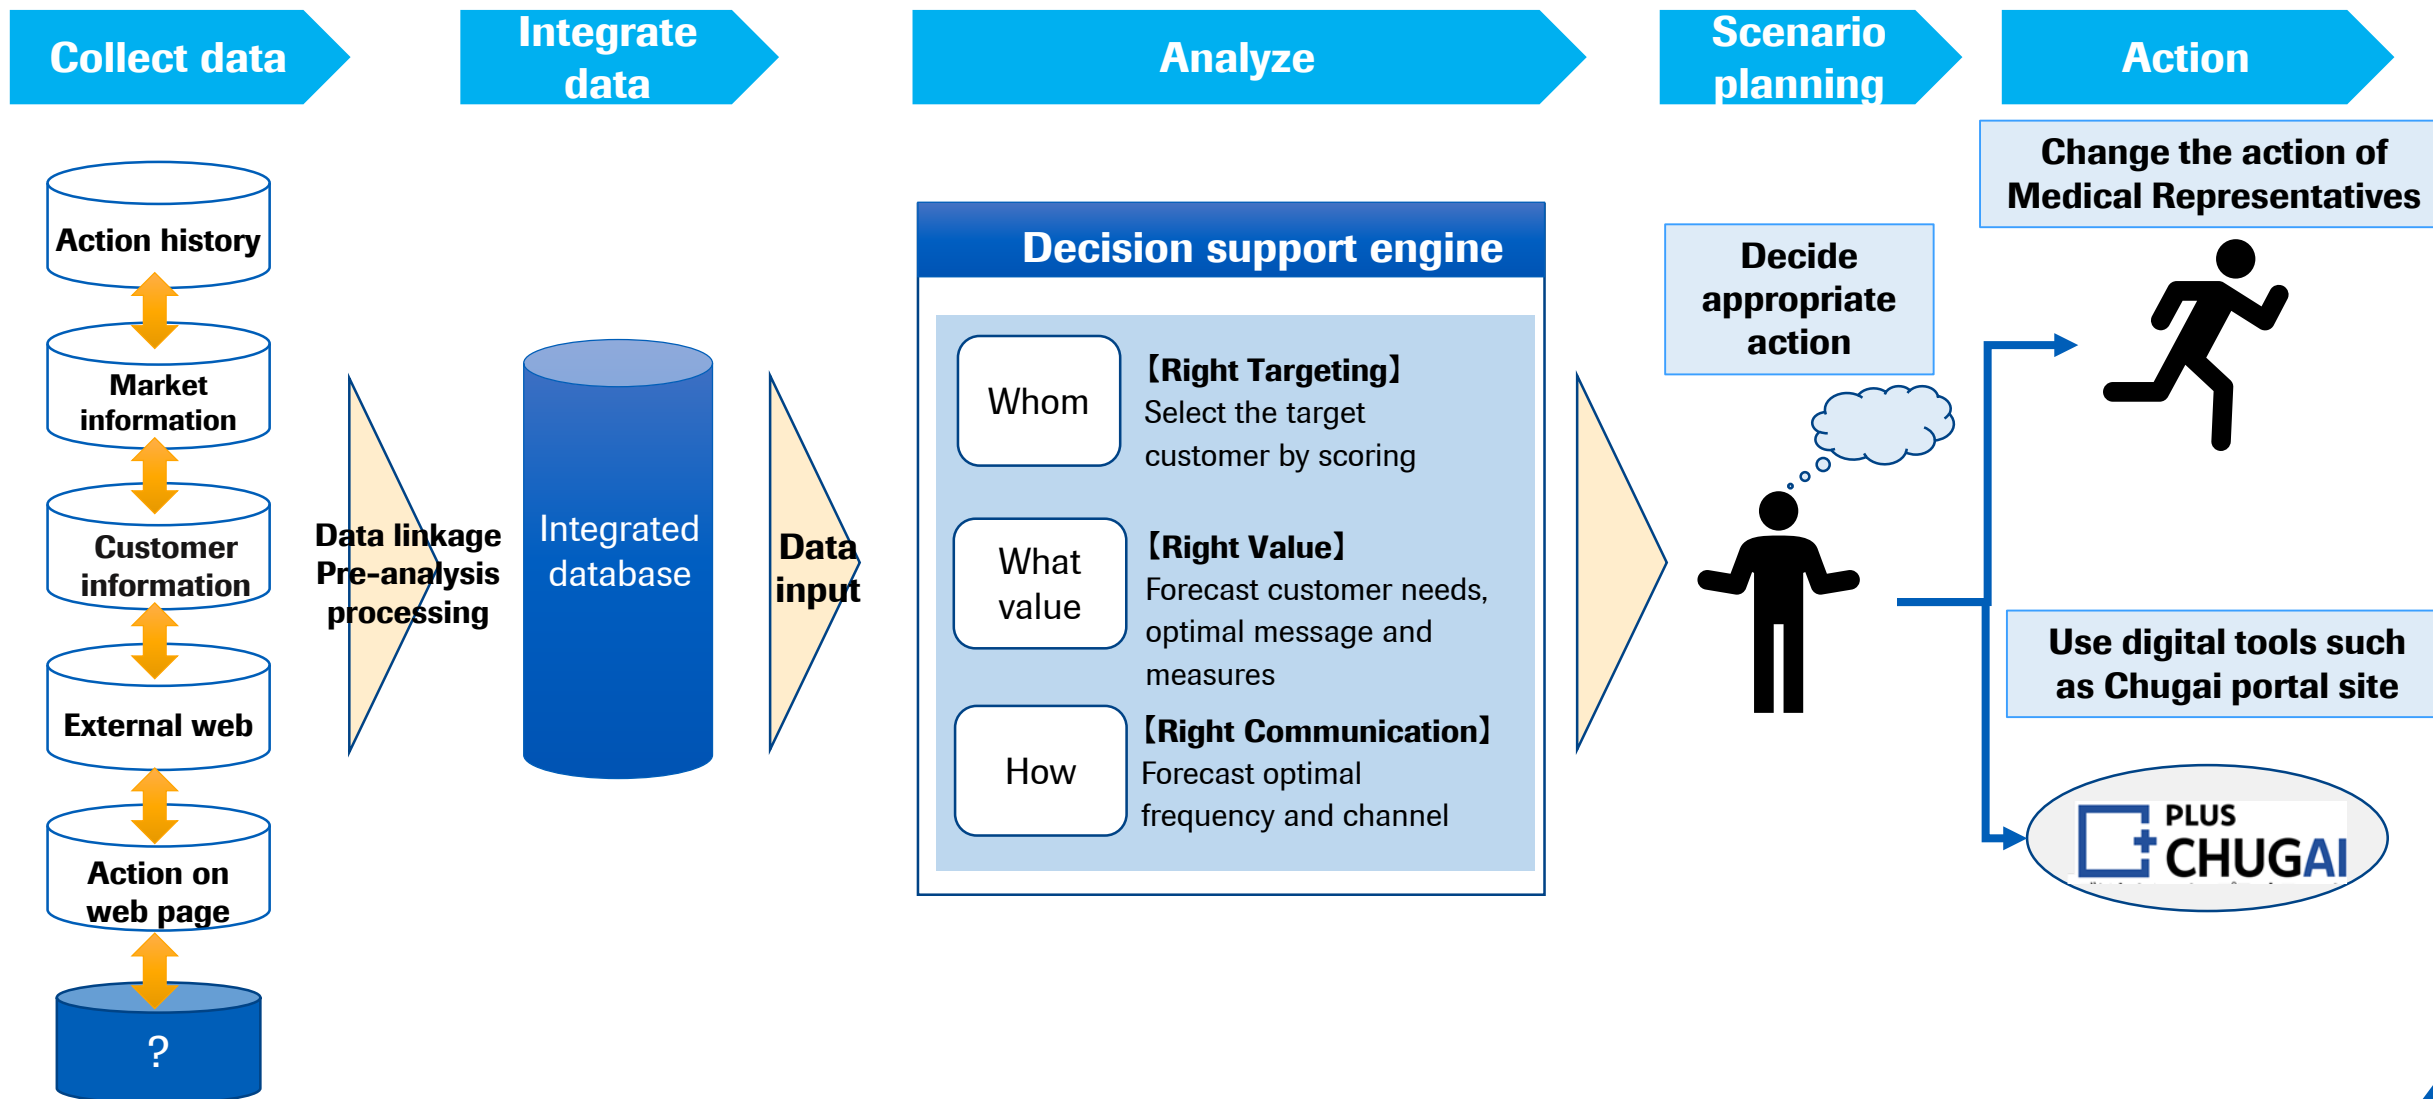 Collect data
Integrate
data
Analyze
Scenario
planning
Action
Action history
Market
information
Customer
information
External web
Action on
web page
?
Data linkage
Pre-analysis
processing
Integrated
database
Data
input
Decision support engine
Whom
【Right Targeting】
Select the target
customer by scoring
What
value
【Right Value】
Forecast customer needs,
optimal message and
measures
How
【Right Communication】
Forecast optimal
frequency and channel
Decide
appropriate
action
Change the action of
Medical Representatives
Use digital tools such
as Chugai portal site
PLUS
CHUGAI